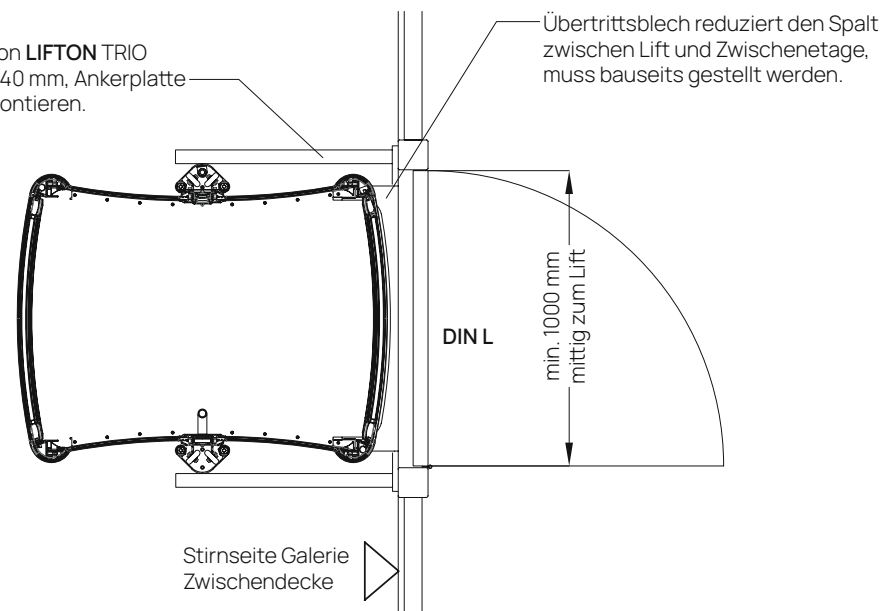 on LIFTON TRIO
40 mm, Ankerplatte
ontieren.
Übertrittsblech reduziert den Spalt
zwischen Lift und Zwischenetage,
muss bauseits gestellt werden.
DIN L
min. 1000 mm
mittig zum Lift
Stirnseite Galerie
Zwischendecke